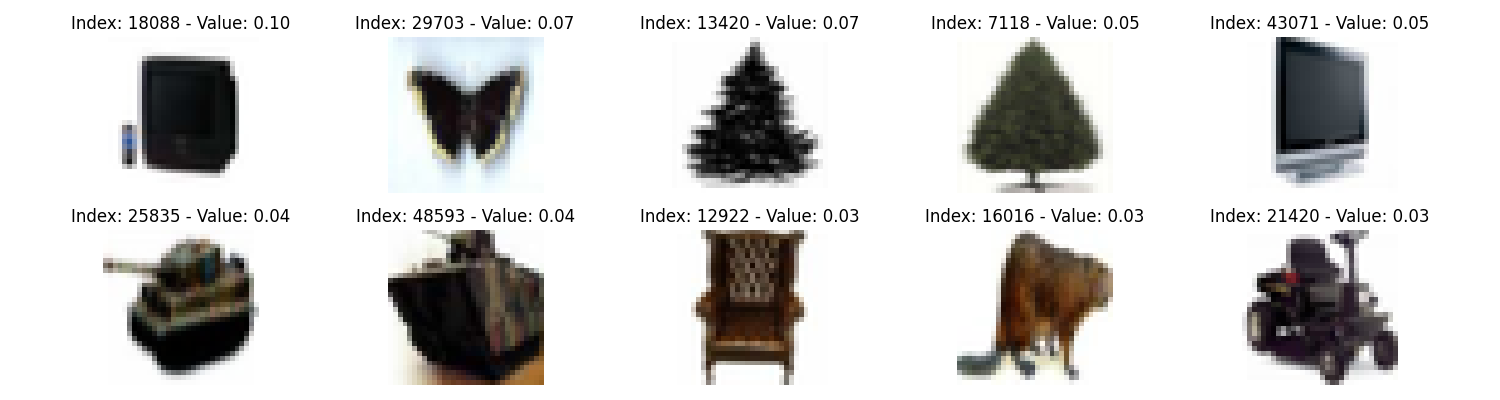 Index: 18088 - Value: 0.10
Index: 29703 - Value: 0.07
Index: 13420 - Value: 0.07
Index: 7118 - Value: 0.05
Index: 43071 - Value: 0.05
Index: 25835 - Value: 0.04
Index: 48593 - Value: 0.04
Index: 12922 - Value: 0.03
Index: 16016 - Value: 0.03
Index: 21420 - Value: 0.03